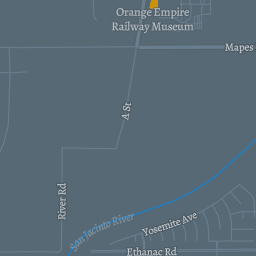 Orange Empire
Railway Museum
Mapes
A St
River Rd
San Jacinto River
Yosemite Ave
Ethanac Rd